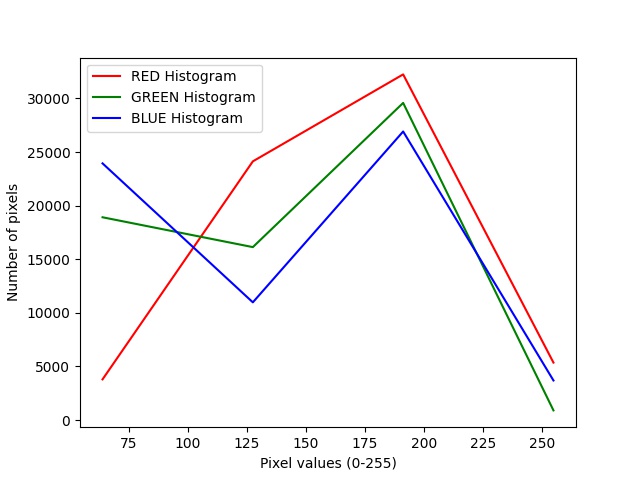 RED Histogram
GREEN Histogram
BLUE Histogram
Number of pixels
30000
25000
20000
15000
10000
5000
0
75 100 125 150 175 200 225 250
Pixel values (0-255)